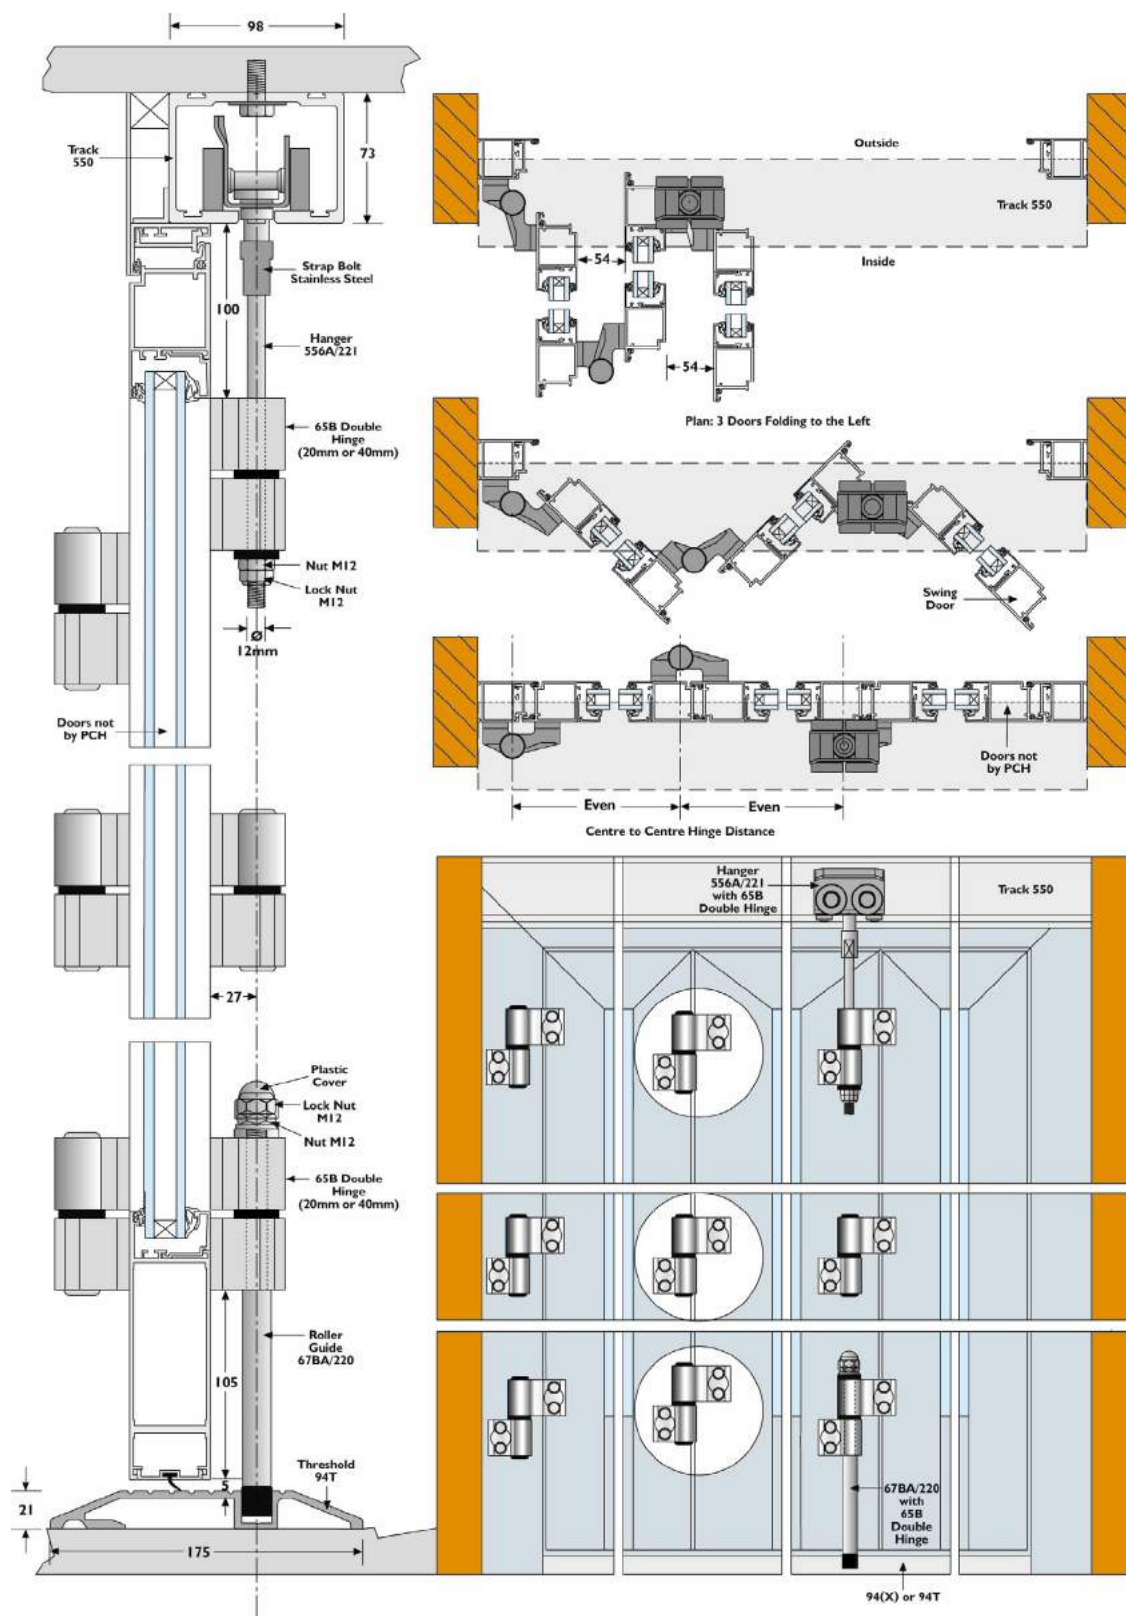 98
Track
550
73
Strap Bolt
Stainless Steel
100
Hanger
556A/221
65B Double
Hinge
(20mm or 40mm)
Nut M12
Lock Nut
M12
Ø
12mm
Doors not
by PCH
27
Plastic
Cover
Lock Nut
M12
Nut M12
65B Double
Hinge
(20mm or 40mm)
Roller
Guide
67BA/220
105
Threshold
94T
5
21
175
Outside
Track 550
54
Inside
54
Plan: 3 Doors Folding to the Left
Swing
Door
Doors not
by PCH
Even
Even
Centre to Centre Hinge Distance
Hanger
556A/221
with 65B
Double Hinge
Track 550
67BA/220
with
65B
Double
Hinge
94(X) or 94T